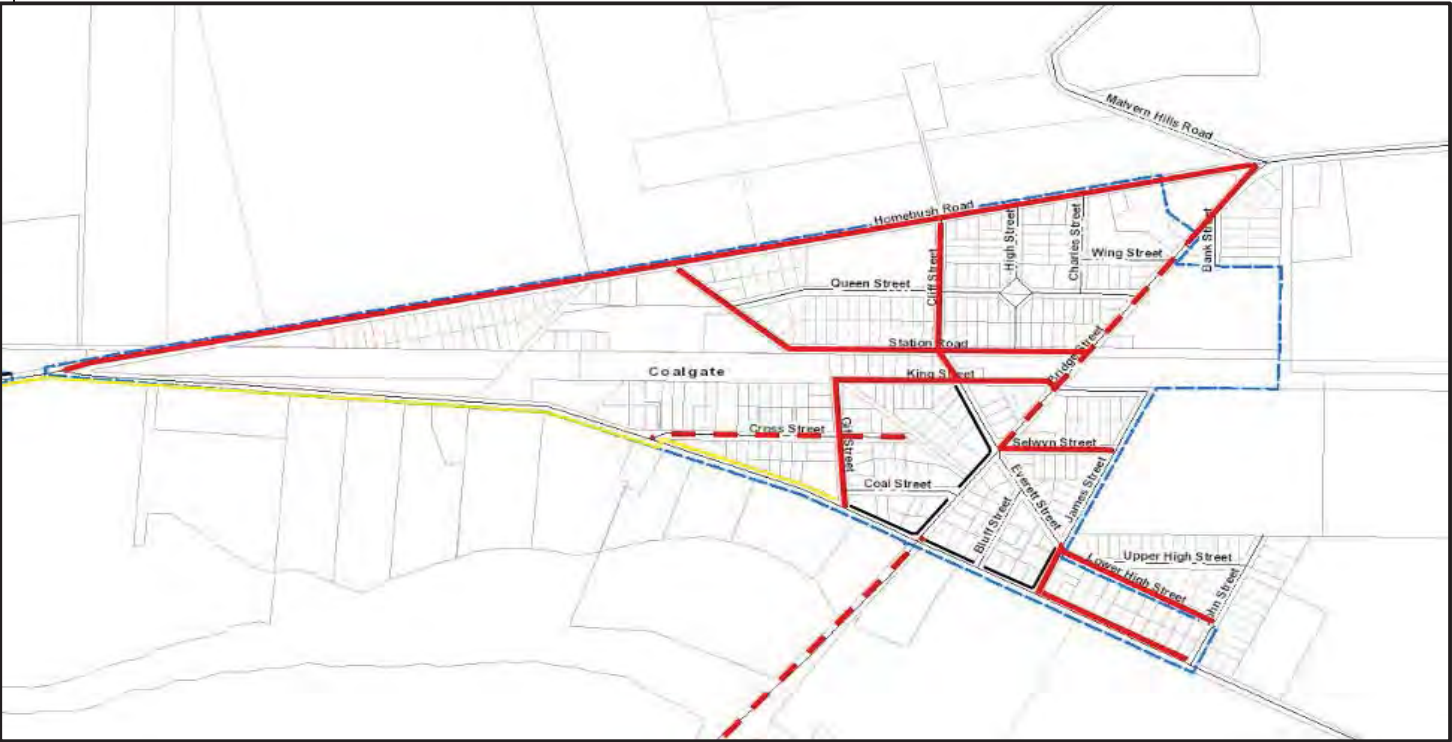 Malvern Hills Road
Homebush Road
High Street
Charles Street
Bank Street
Wing Street
Cliff Street
Queen Street
Bridge Street
Station Road
Coalgate
King Street
Cross Street
Street
Selwyn Street
Coal Street
Everett Street
James Street
Bluff Street
Upper High Street
Lower High Street
John Street